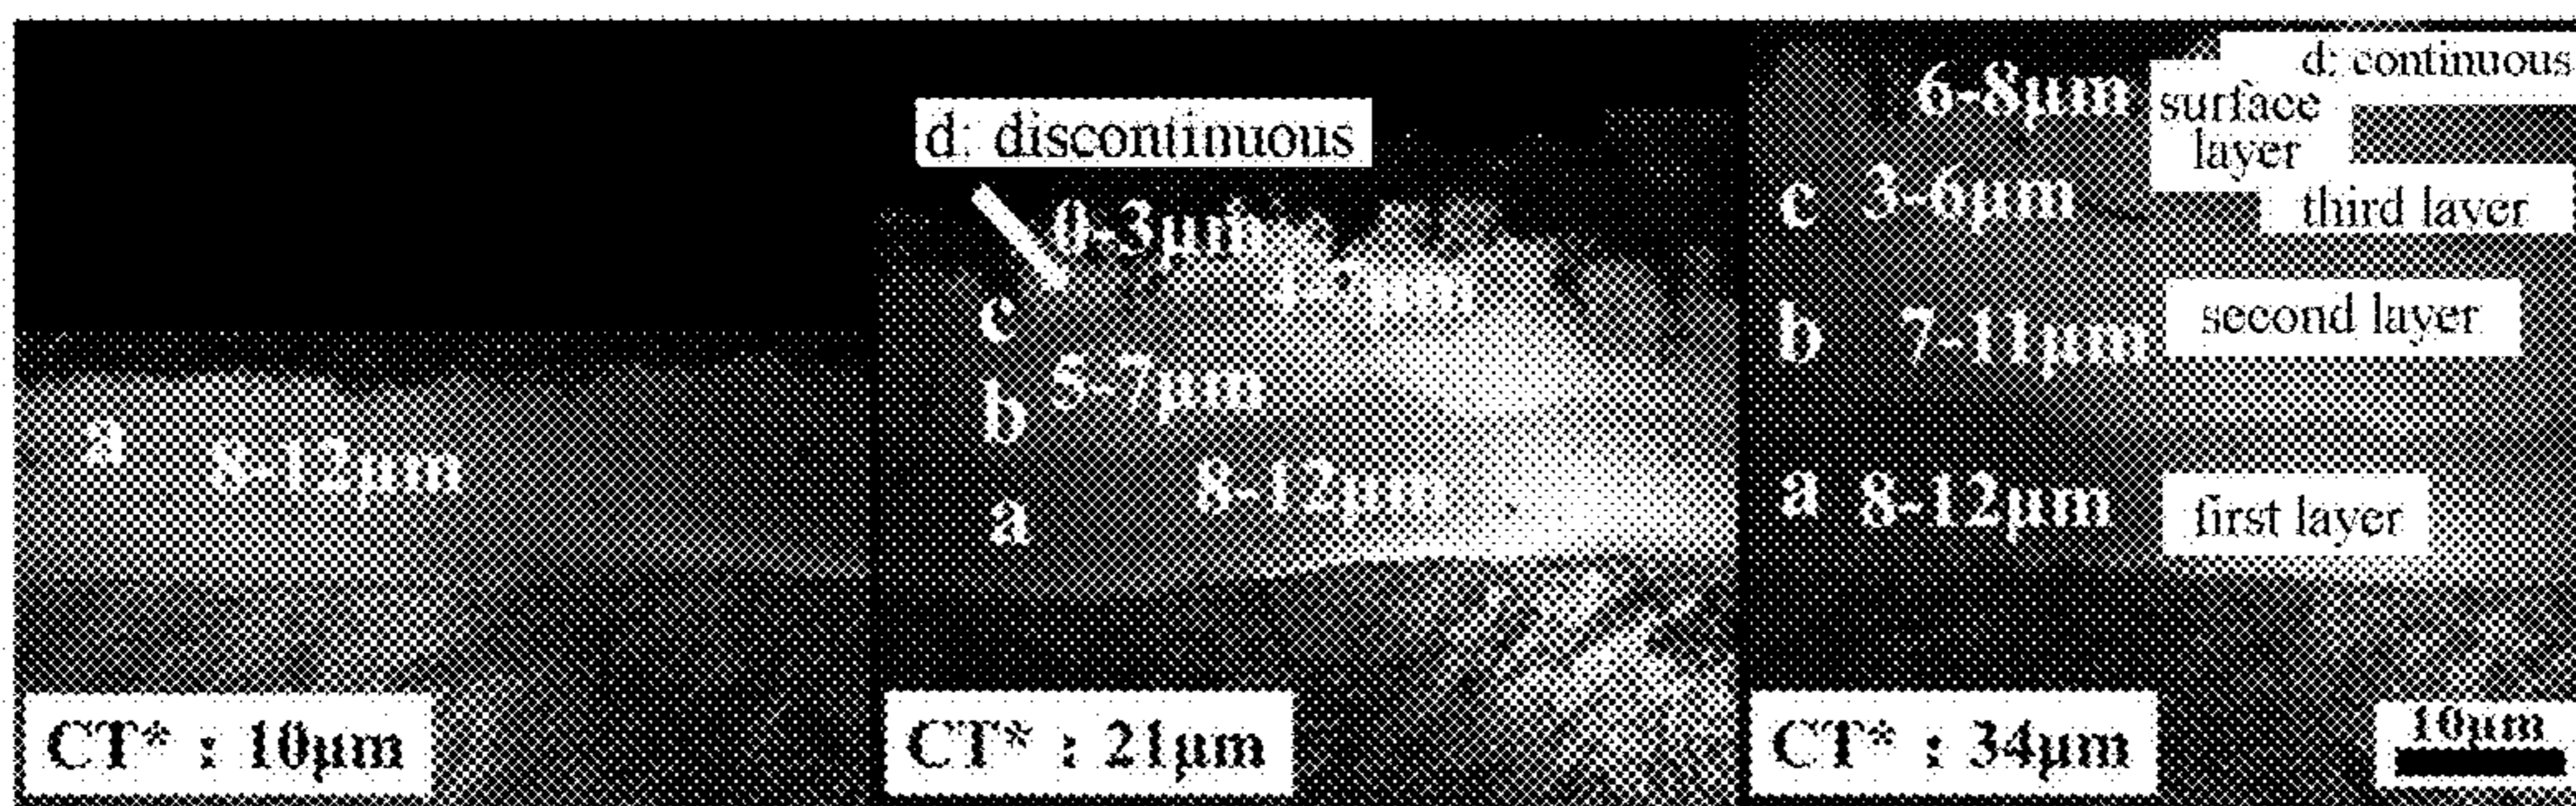 a 8-12μm
CT* : 10μm
d: discontinuous
0-3μm
c
b 5-7μm
a 8-12μm
CT* : 21μm
d: continuous
6-8μm surface
layer
c 3-6μm third layer
b 7-11μm second layer
a 8-12μm first layer
CT* : 34μm
10μm